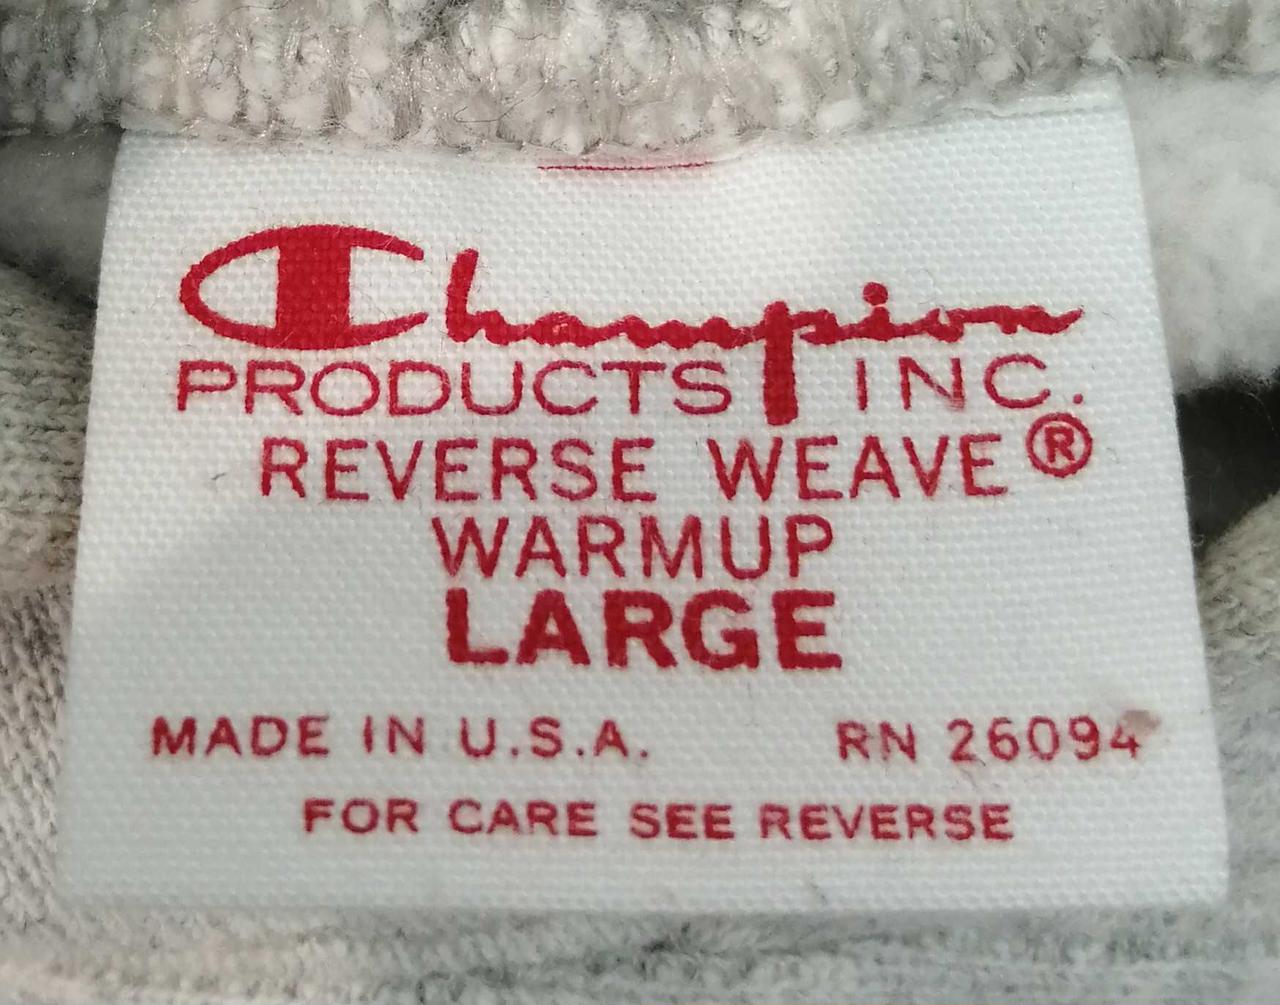 Champion
PRODUCTS INC.
REVERSE WEAVE®
WARMUP
LARGE
MADE IN U.S.A. RN 26094
FOR CARE SEE REVERSE